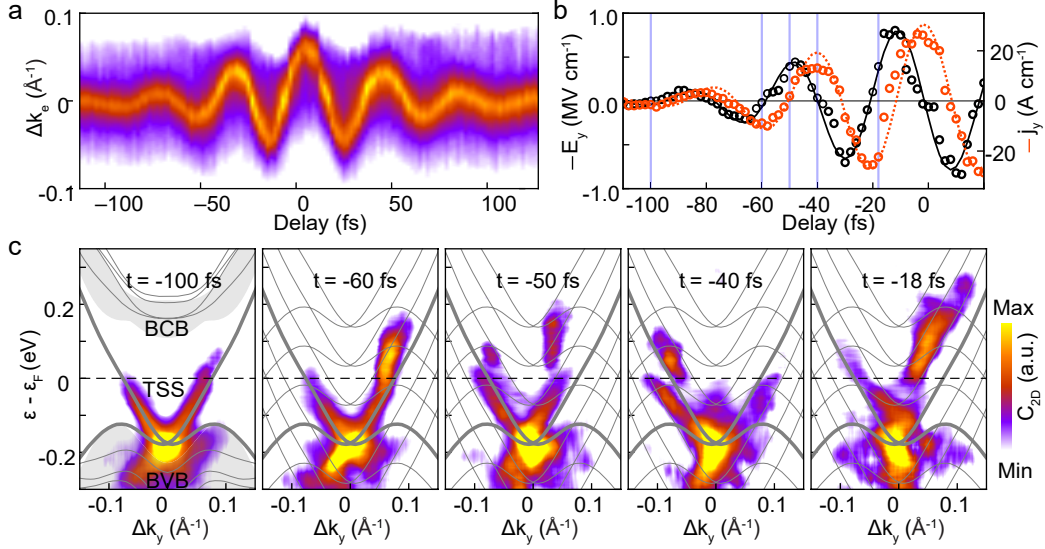 a
0.1
0
-0.1
Δkₑ (Å⁻¹)
−100
−50
0
50
100
Delay (fs)
b
1.0
0.0
-1.0
−E_y (MV cm⁻¹)
20
0
-20
— j_y (A cm⁻¹)
-100
-80
-60
-40
-20
0
Delay (fs)
c
0.2
0
-0.2
ε - ε_F (eV)
t = -100 fs
BCB
TSS
BVB
-0.1
0
0.1
Δk_y (Å⁻¹)
t = -60 fs
-0.1
0
0.1
Δk_y (Å⁻¹)
t = -50 fs
-0.1
0
0.1
Δk_y (Å⁻¹)
t = -40 fs
-0.1
0
0.1
Δk_y (Å⁻¹)
t = -18 fs
-0.1
0
0.1
Δk_y (Å⁻¹)
Max
C_2D (a.u.)
Min